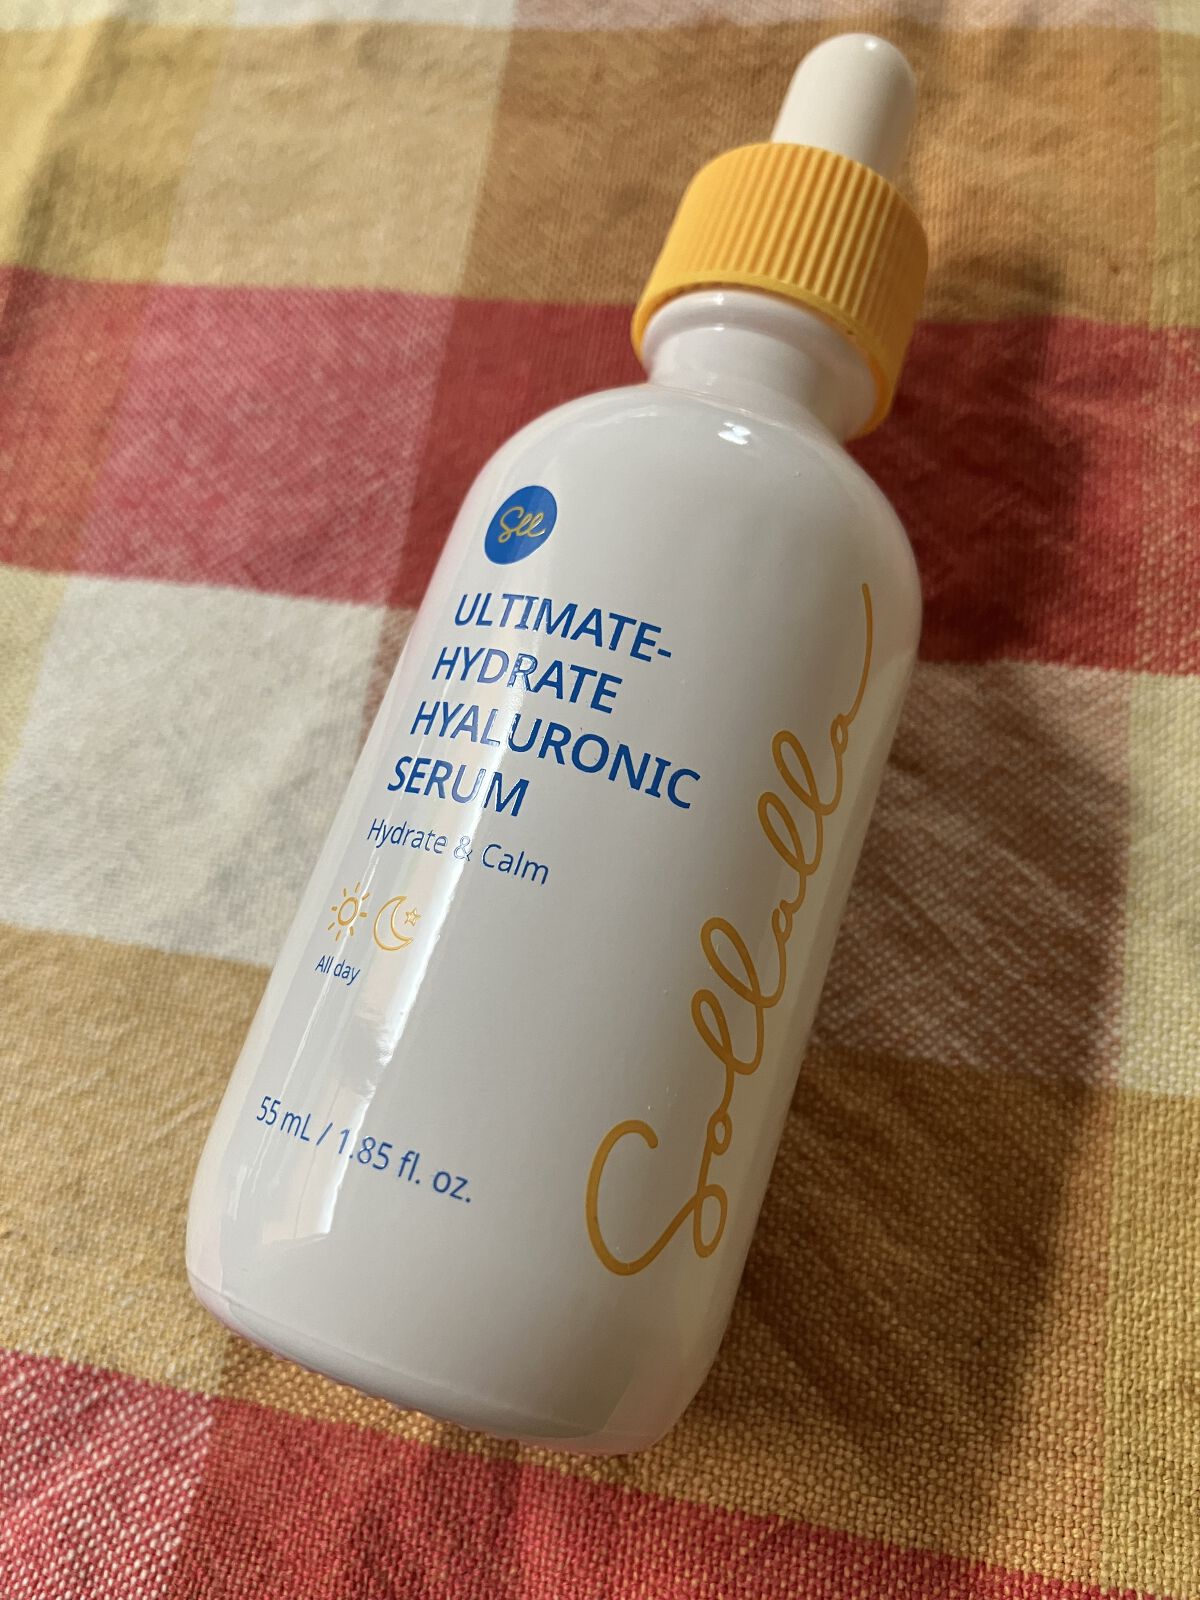 Sll
ULTIMATE-
HYDRATE
HYALURONIC
SERUM
Hydrate & Calm
All day
55 mL / 1.85 fl. oz.
Sollalla